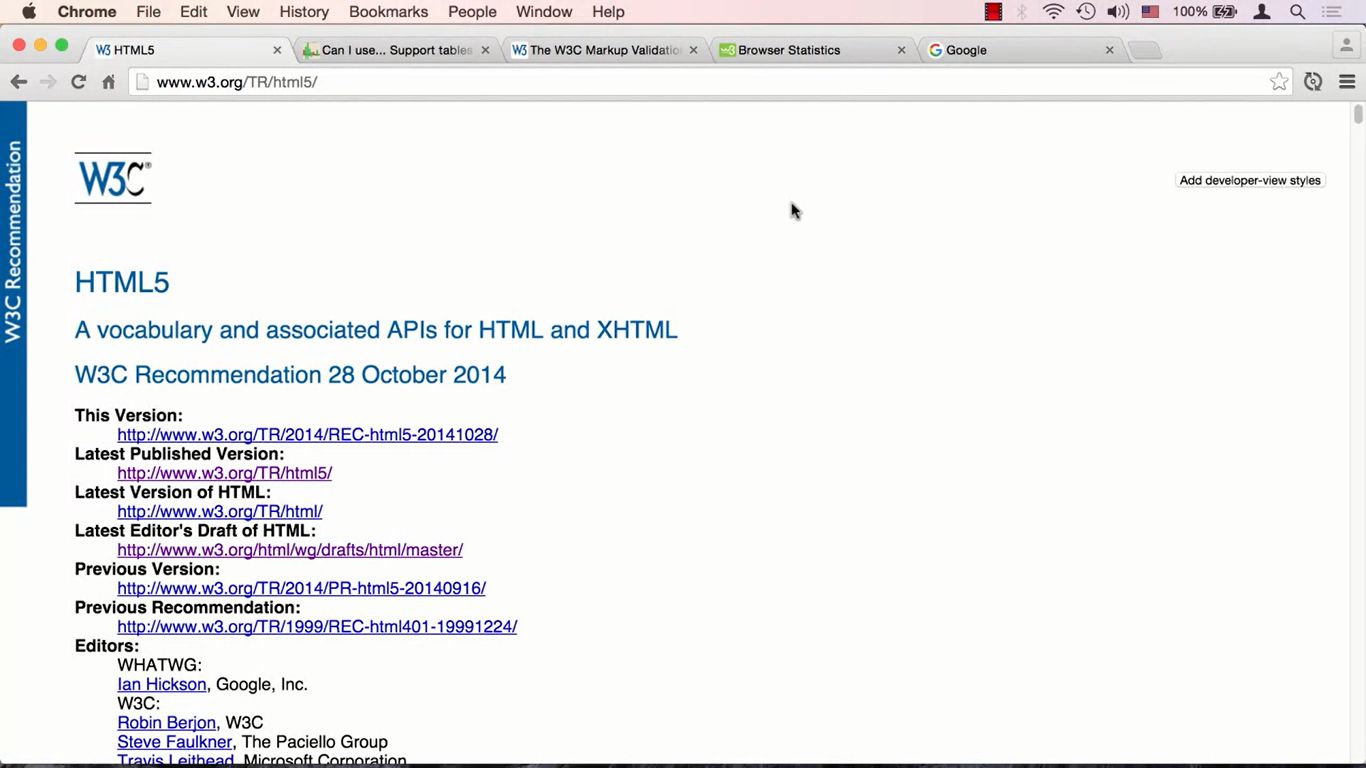 Chrome File Edit View History Bookmarks People Window Help 100%
HTML5 Can I use... Support tables The W3C Markup Validatio Browser Statistics Google
www.w3.org/TR/html5/
W3C Recommendation
W3C®
Add developer-view styles
HTML5
A vocabulary and associated APIs for HTML and XHTML
W3C Recommendation 28 October 2014
This Version:
http://www.w3.org/TR/2014/REC-html5-20141028/
Latest Published Version:
http://www.w3.org/TR/html5/
Latest Version of HTML:
http://www.w3.org/TR/html/
Latest Editor's Draft of HTML:
http://www.w3.org/html/wg/drafts/html/master/
Previous Version:
http://www.w3.org/TR/2014/PR-html5-20140916/
Previous Recommendation:
http://www.w3.org/TR/1999/REC-html401-19991224/
Editors:
WHATWG:
Ian Hickson, Google, Inc.
W3C:
Robin Berjon, W3C
Steve Faulkner, The Paciello Group
Travis Leithead, Microsoft Corporation